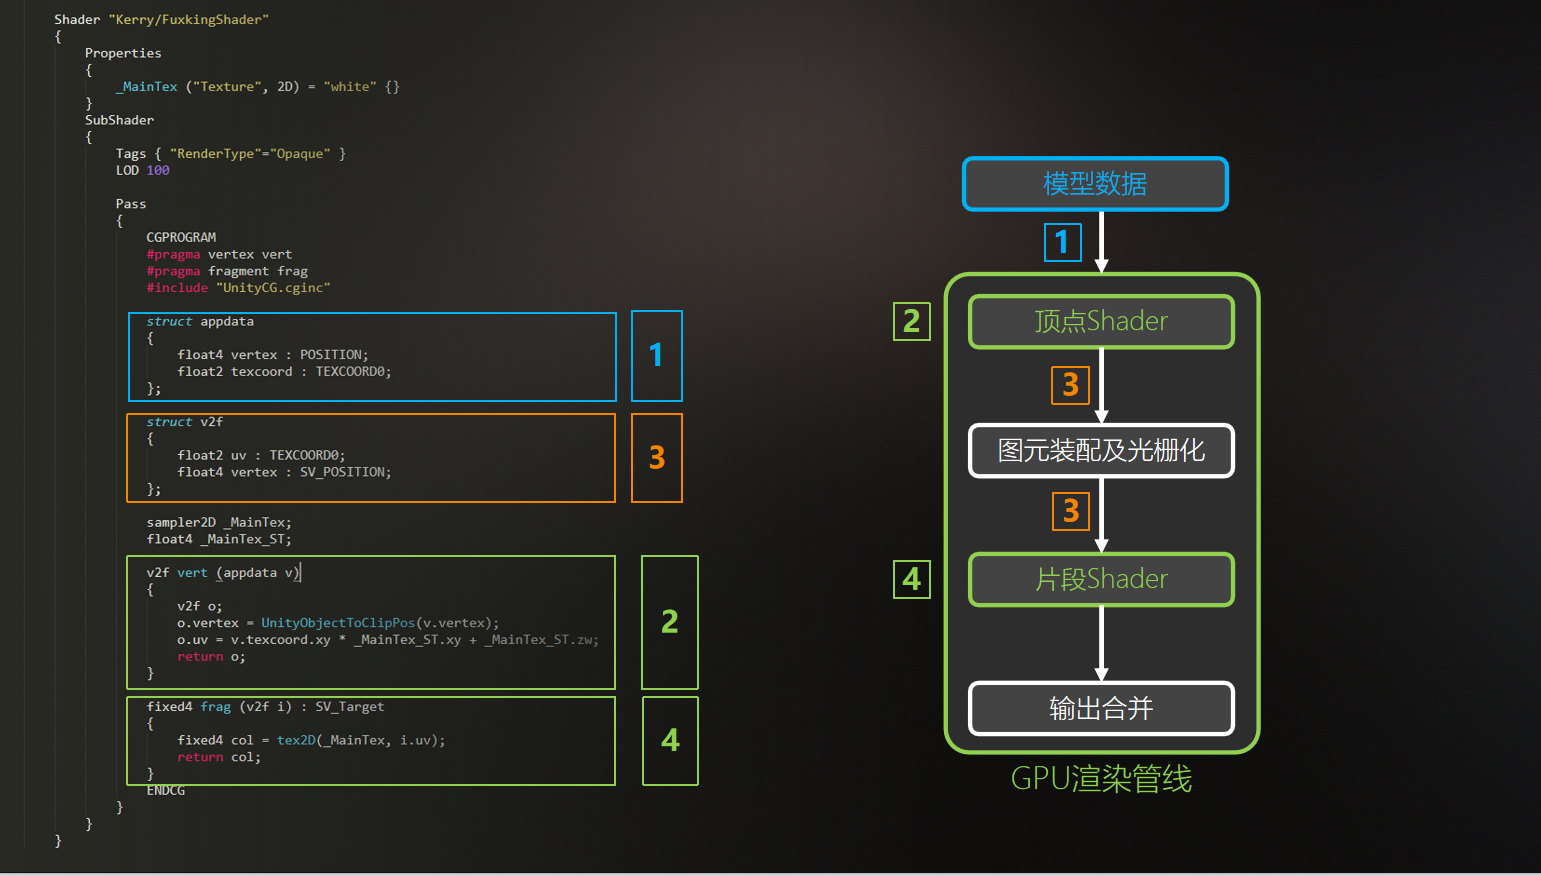 Shader "Kerry/FuxkingShader"
{
Properties
{
_MainTex ("Texture", 2D) = "white" {}
}
SubShader
{
Tags { "RenderType"="Opaque" }
LOD 100
Pass
{
CGPROGRAM
#pragma vertex vert
#pragma fragment frag
#include "UnityCG.cginc"
struct appdata
{
float4 vertex : POSITION;
float2 texcoord : TEXCOORD0;
};
1
struct v2f
{
float2 uv : TEXCOORD0;
float4 vertex : SV_POSITION;
};
3
sampler2D _MainTex;
float4 _MainTex_ST;
v2f vert (appdata v)
{
v2f o;
o.vertex = UnityObjectToClipPos(v.vertex);
o.uv = v.texcoord.xy * _MainTex_ST.xy + _MainTex_ST.zw;
return o;
}
2
fixed4 frag (v2f i) : SV_Target
{
fixed4 col = tex2D(_MainTex, i.uv);
return col;
}
4
ENDCG
}
}
}
模型数据
1
2
顶点Shader
3
图元装配及光栅化
3
4
片段Shader
输出合并
GPU渲染管线